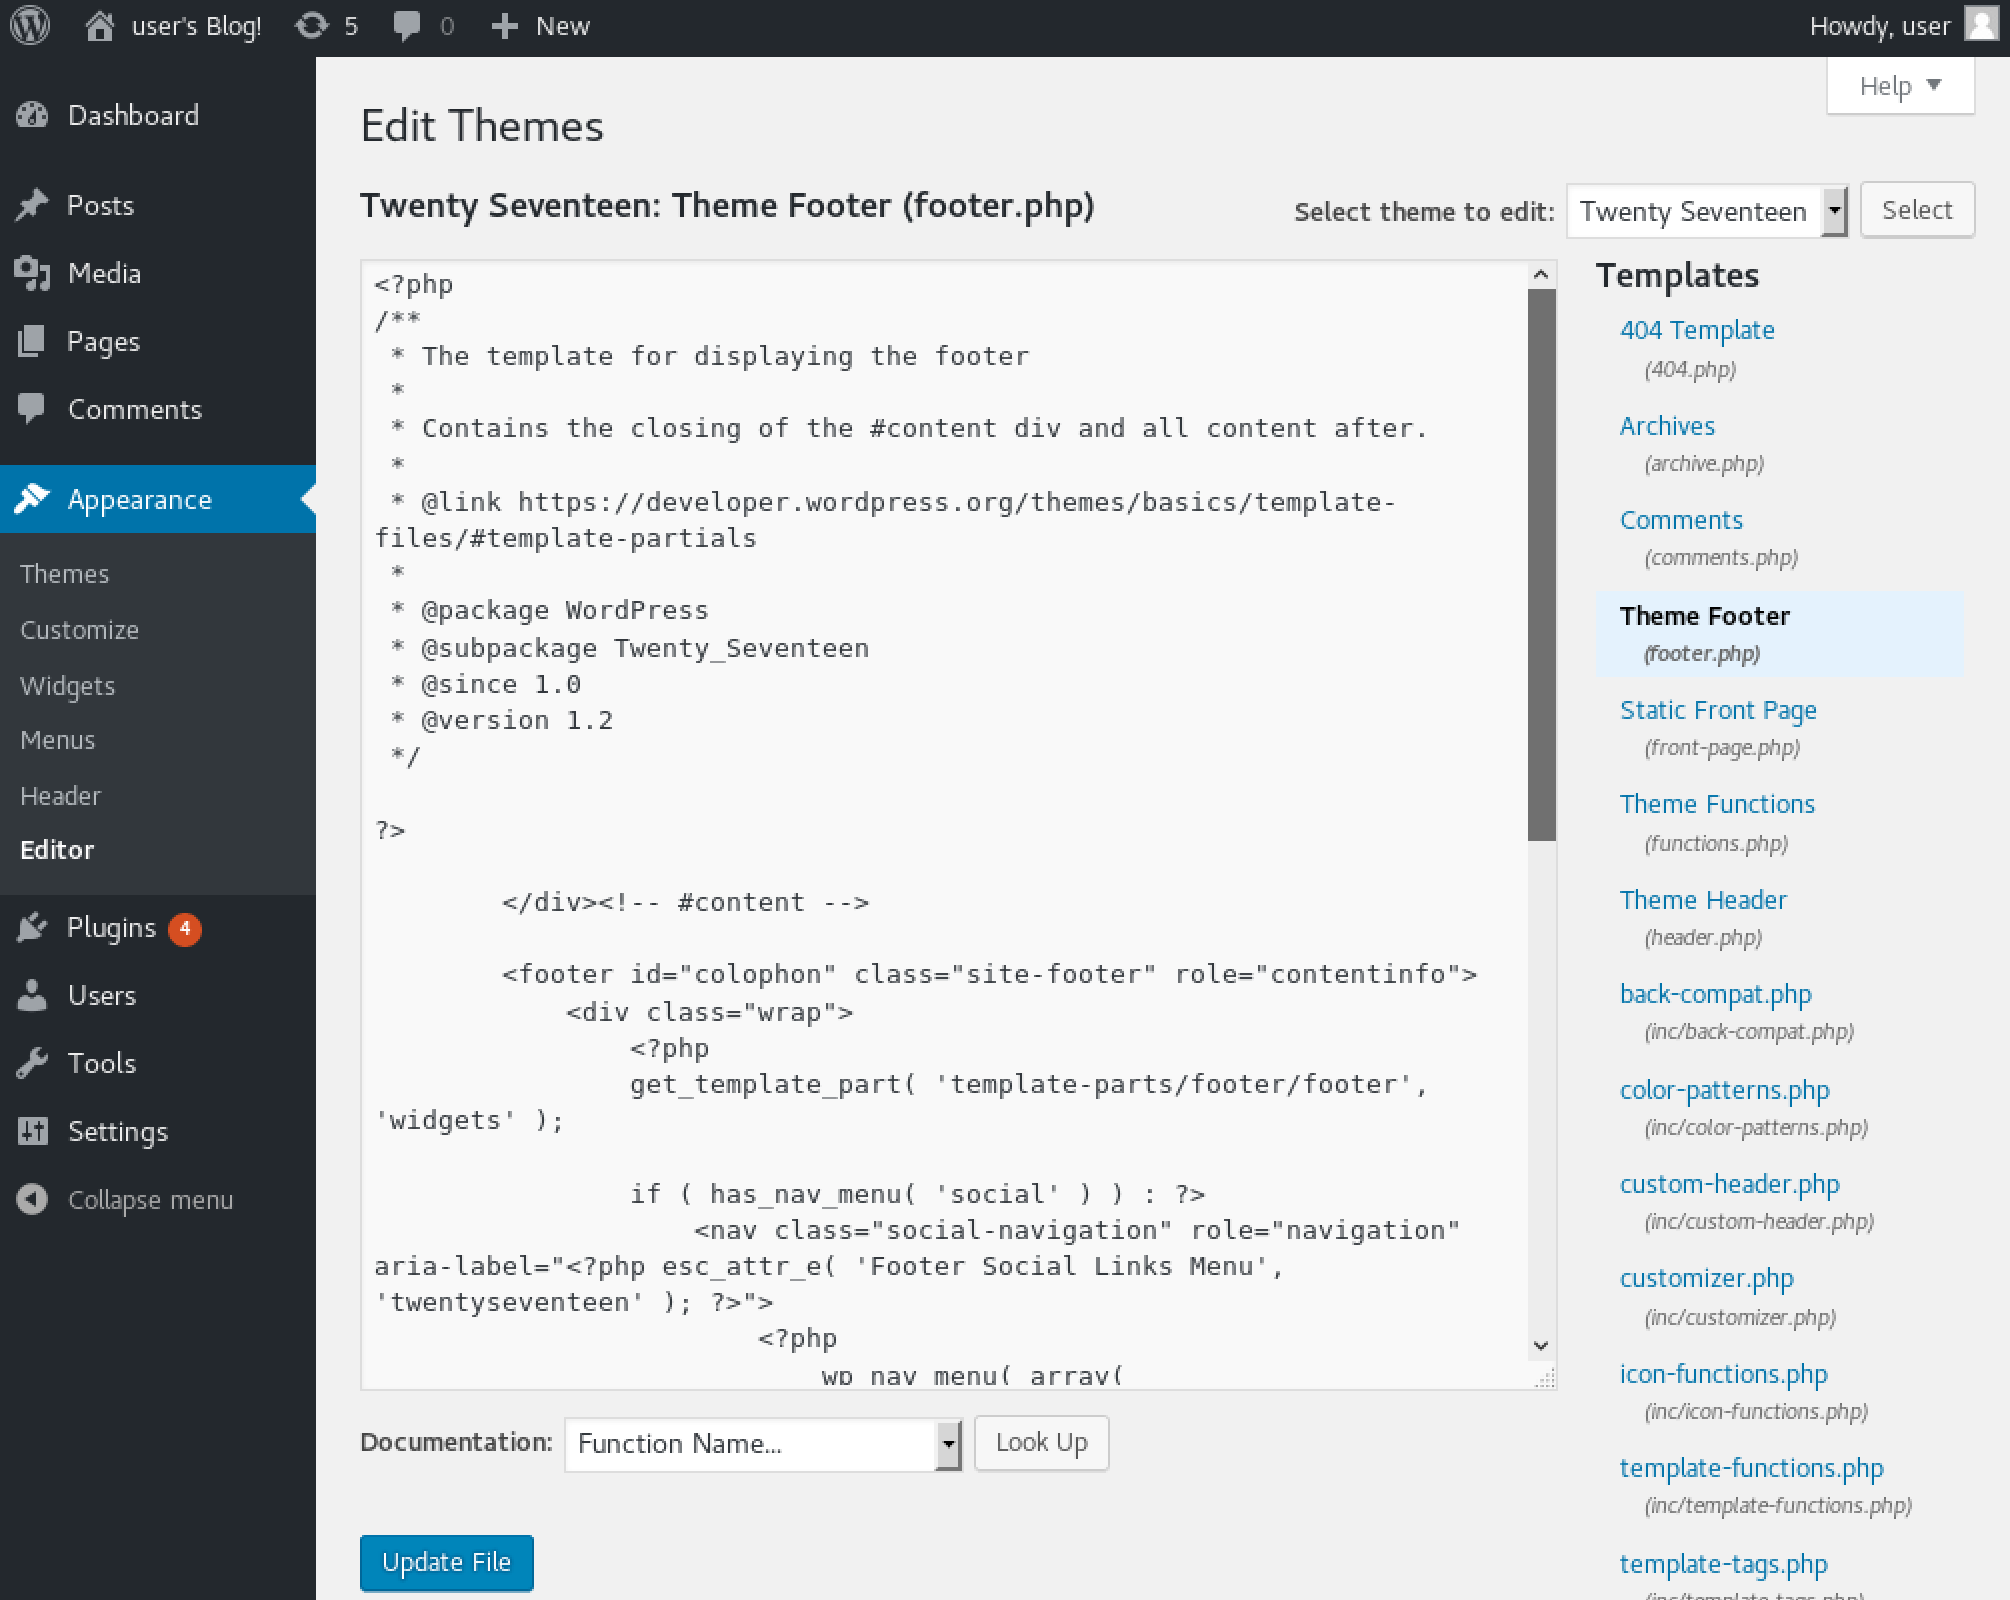 user's Blog!
5
0
New
Howdy, user
Help
Dashboard
Posts
Media
Pages
Comments
Appearance
Themes
Customize
Widgets
Menus
Header
Editor
Plugins 4
Users
Tools
Settings
Collapse menu
Edit Themes
Twenty Seventeen: Theme Footer (footer.php)
Select theme to edit: Twenty Seventeen Select
<?php
/**
 * The template for displaying the footer
 *
 * Contains the closing of the #content div and all content after.
 *
 * @link https://developer.wordpress.org/themes/basics/template-
files/#template-partials
 *
 * @package WordPress
 * @subpackage Twenty_Seventeen
 * @since 1.0
 * @version 1.2
 */
?>
</div><!-- #content -->
<footer id="colophon" class="site-footer" role="contentinfo">
<div class="wrap">
<?php
get_template_part( 'template-parts/footer/footer',
'widgets' );
if ( has_nav_menu( 'social' ) ) : ?>
<nav class="social-navigation" role="navigation"
aria-label="<?php esc_attr_e( 'Footer Social Links Menu',
'twentyseventeen' ); ?>">
<?php
wp_nav_menu( array(
Documentation: Function Name... Look Up
Update File
Templates
404 Template
(404.php)
Archives
(archive.php)
Comments
(comments.php)
Theme Footer
(footer.php)
Static Front Page
(front-page.php)
Theme Functions
(functions.php)
Theme Header
(header.php)
back-compat.php
(inc/back-compat.php)
color-patterns.php
(inc/color-patterns.php)
custom-header.php
(inc/custom-header.php)
customizer.php
(inc/customizer.php)
icon-functions.php
(inc/icon-functions.php)
template-functions.php
(inc/template-functions.php)
template-tags.php
(inc/template-tags.php)